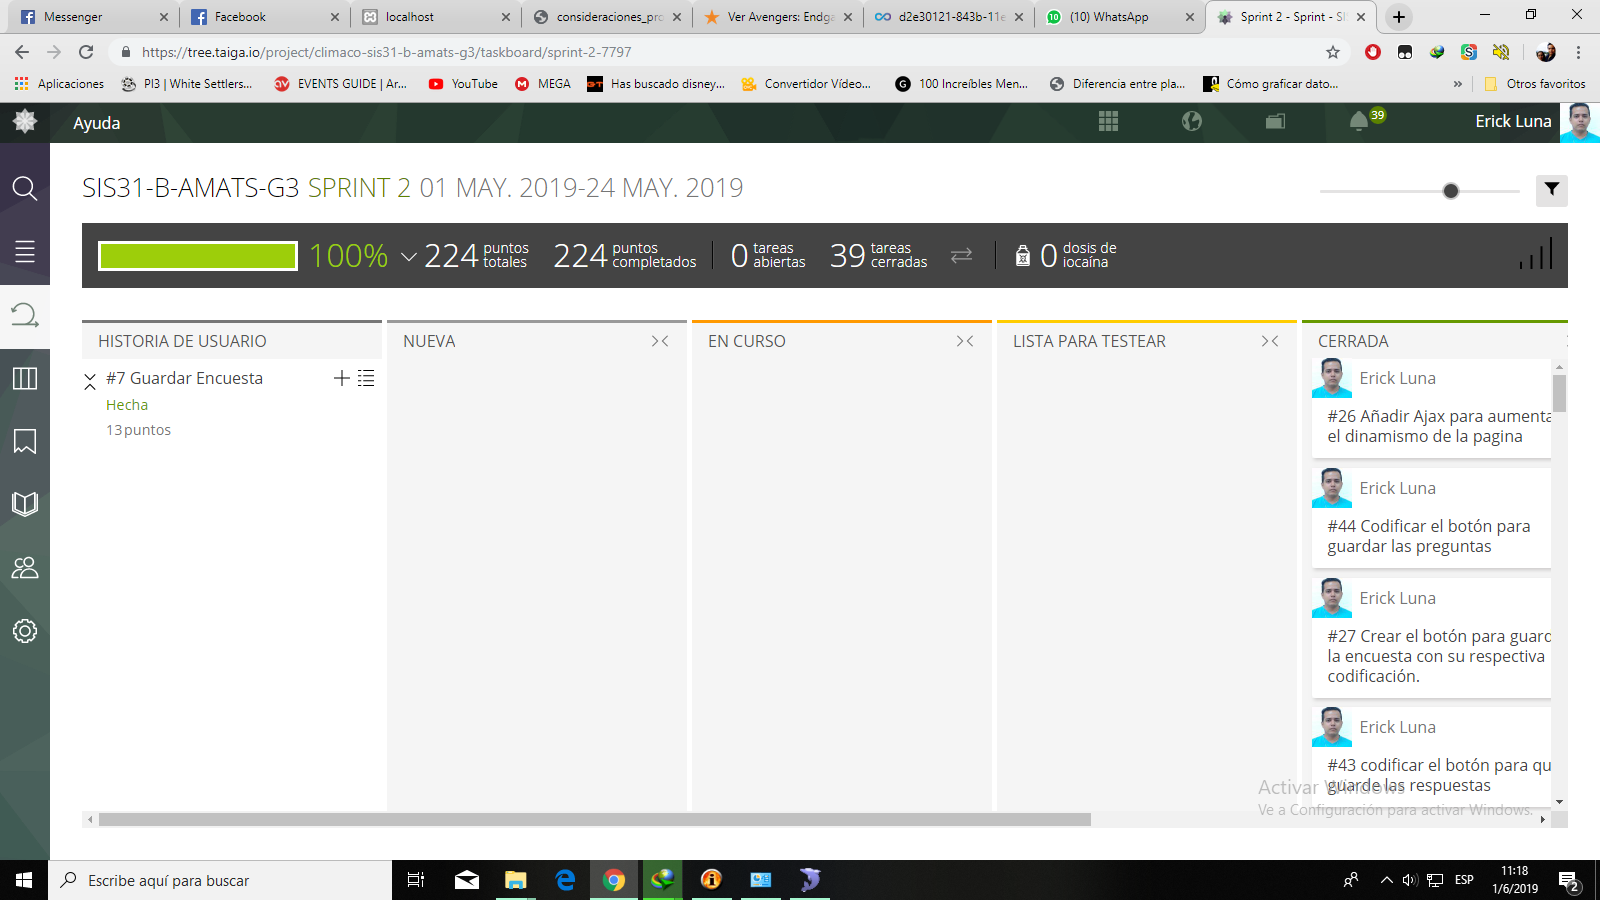 Messenger
Facebook
localhost
consideraciones_pro
Ver Avengers: Endga
d2e30121-843b-11e
(10) WhatsApp
Sprint 2 - Sprint - SI
https://tree.taiga.io/project/climaco-sis31-b-amats-g3/taskboard/sprint-2-7797
Aplicaciones
PI3 | White Settlers...
EVENTS GUIDE | Ar...
YouTube
MEGA
Has buscado disney...
Convertidor Vídeo...
100 Increíbles Men...
Diferencia entre pla...
Cómo graficar dato...
»
Otros favoritos
Ayuda
39
Erick Luna
SIS31-B-AMATS-G3 SPRINT 2 01 MAY. 2019-24 MAY. 2019
100%
224 puntos totales
224 puntos completados
0 tareas abiertas
39 tareas cerradas
0 dosis de iocaína
HISTORIA DE USUARIO
NUEVA
EN CURSO
LISTA PARA TESTEAR
CERRADA
#7 Guardar Encuesta
Hecha
13 puntos
Erick Luna
#26 Añadir Ajax para aumenta
el dinamismo de la pagina
Erick Luna
#44 Codificar el botón para
guardar las preguntas
Erick Luna
#27 Crear el botón para guard
la encuesta con su respectiva
codificación.
Erick Luna
#43 codificar el botón para qu
guarde las respuestas
Activar Windows
Ve a Configuración para activar Windows.
Escribe aquí para buscar
ESP
11:18
1/6/2019
2